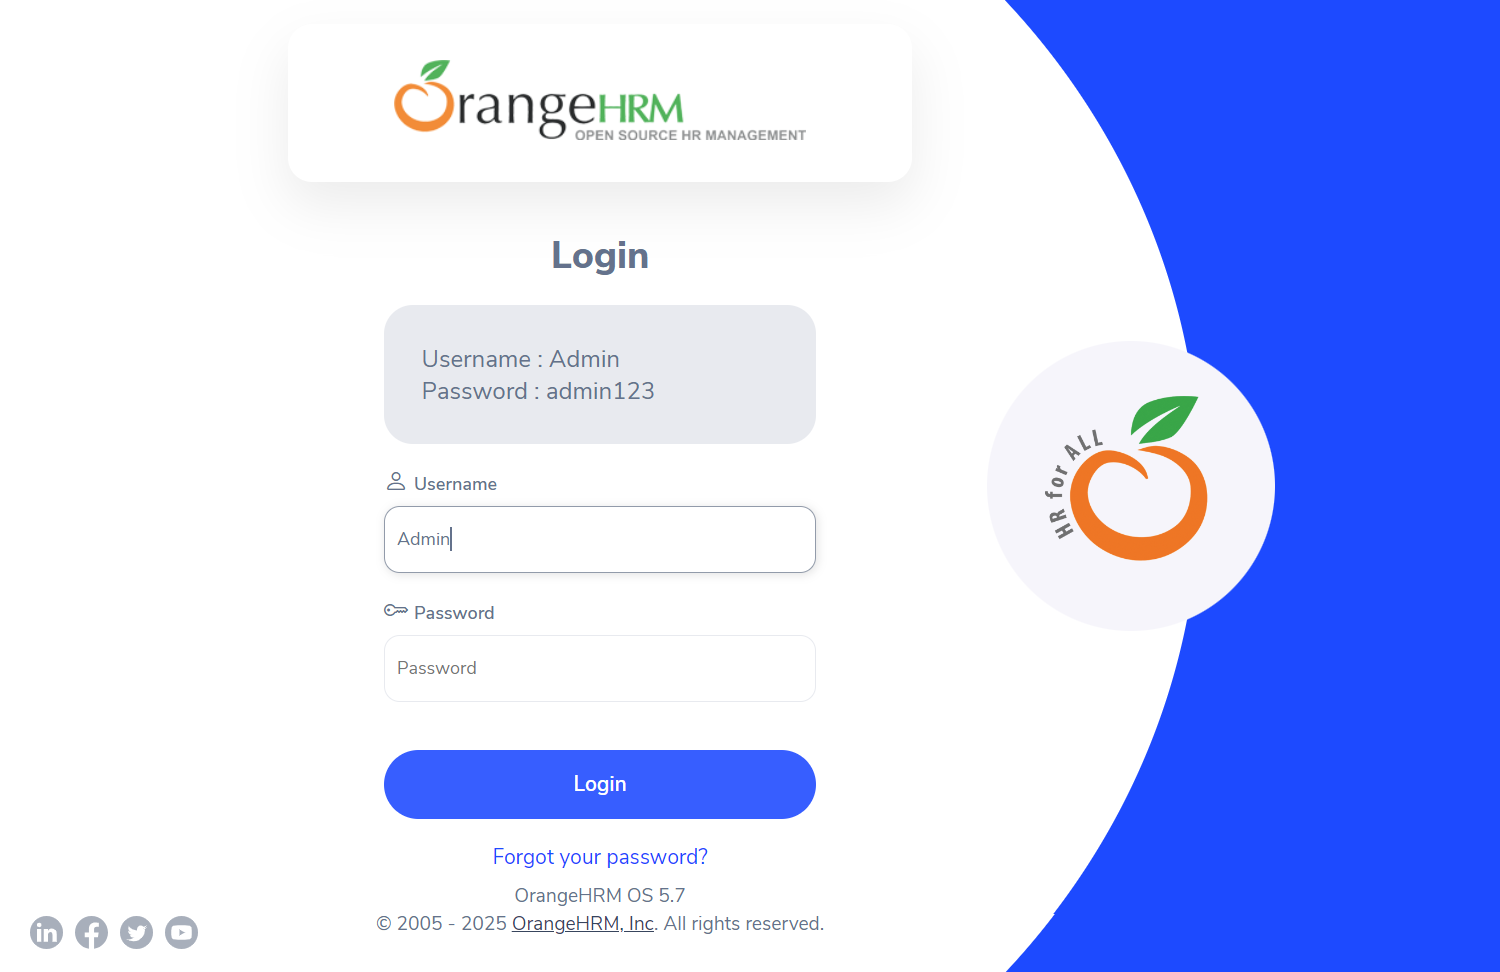 OrangeHRM
OPEN SOURCE HR MANAGEMENT
Login
Username : Admin
Password : admin123
Username
Admin
Password
Password
Login
Forgot your password?
OrangeHRM OS 5.7
© 2005 - 2025 OrangeHRM, Inc. All rights reserved.
HR for ALL
in